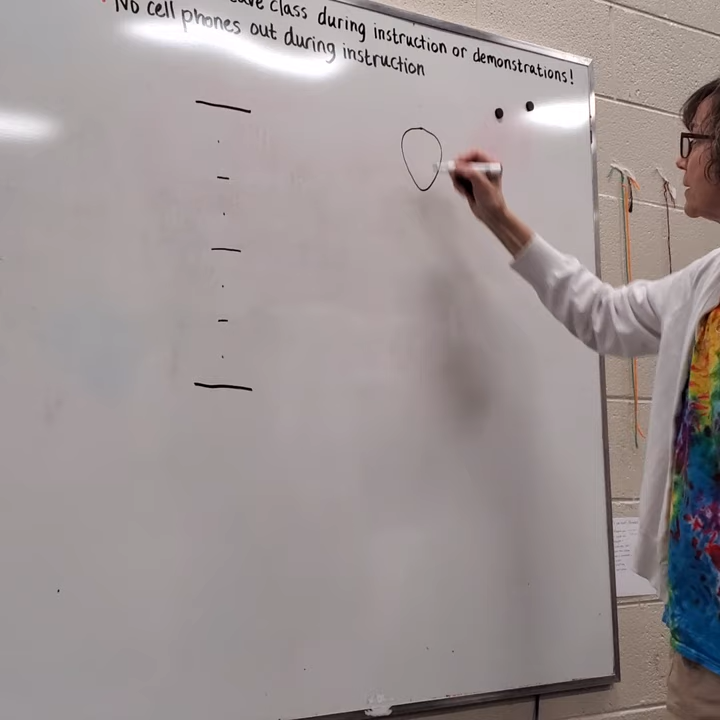 class during instruction or demonstrations!
No cell phones out during instruction